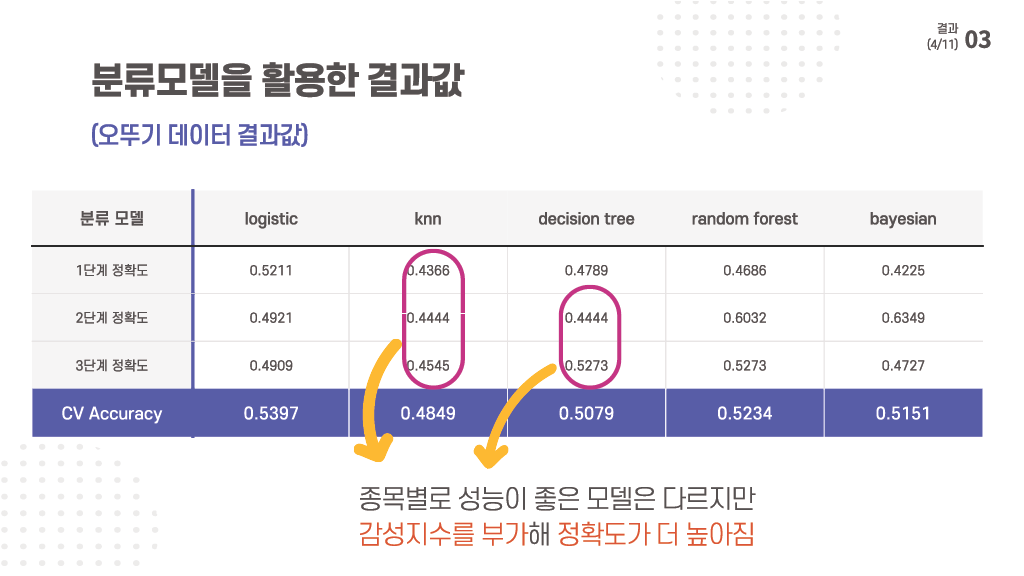 결과
(4/11) 03
분류모델을 활용한 결과값
(오뚜기 데이터 결과값)
분류 모델 logistic knn decision tree random forest bayesian
1단계 정확도 0.5211 0.4366 0.4789 0.4686 0.4225
2단계 정확도 0.4921 0.4444 0.4444 0.6032 0.6349
3단계 정확도 0.4909 0.4545 0.5273 0.5273 0.4727
CV Accuracy 0.5397 0.4849 0.5079 0.5234 0.5151
종목별로 성능이 좋은 모델은 다르지만
감성지수를 부가해 정확도가 더 높아짐